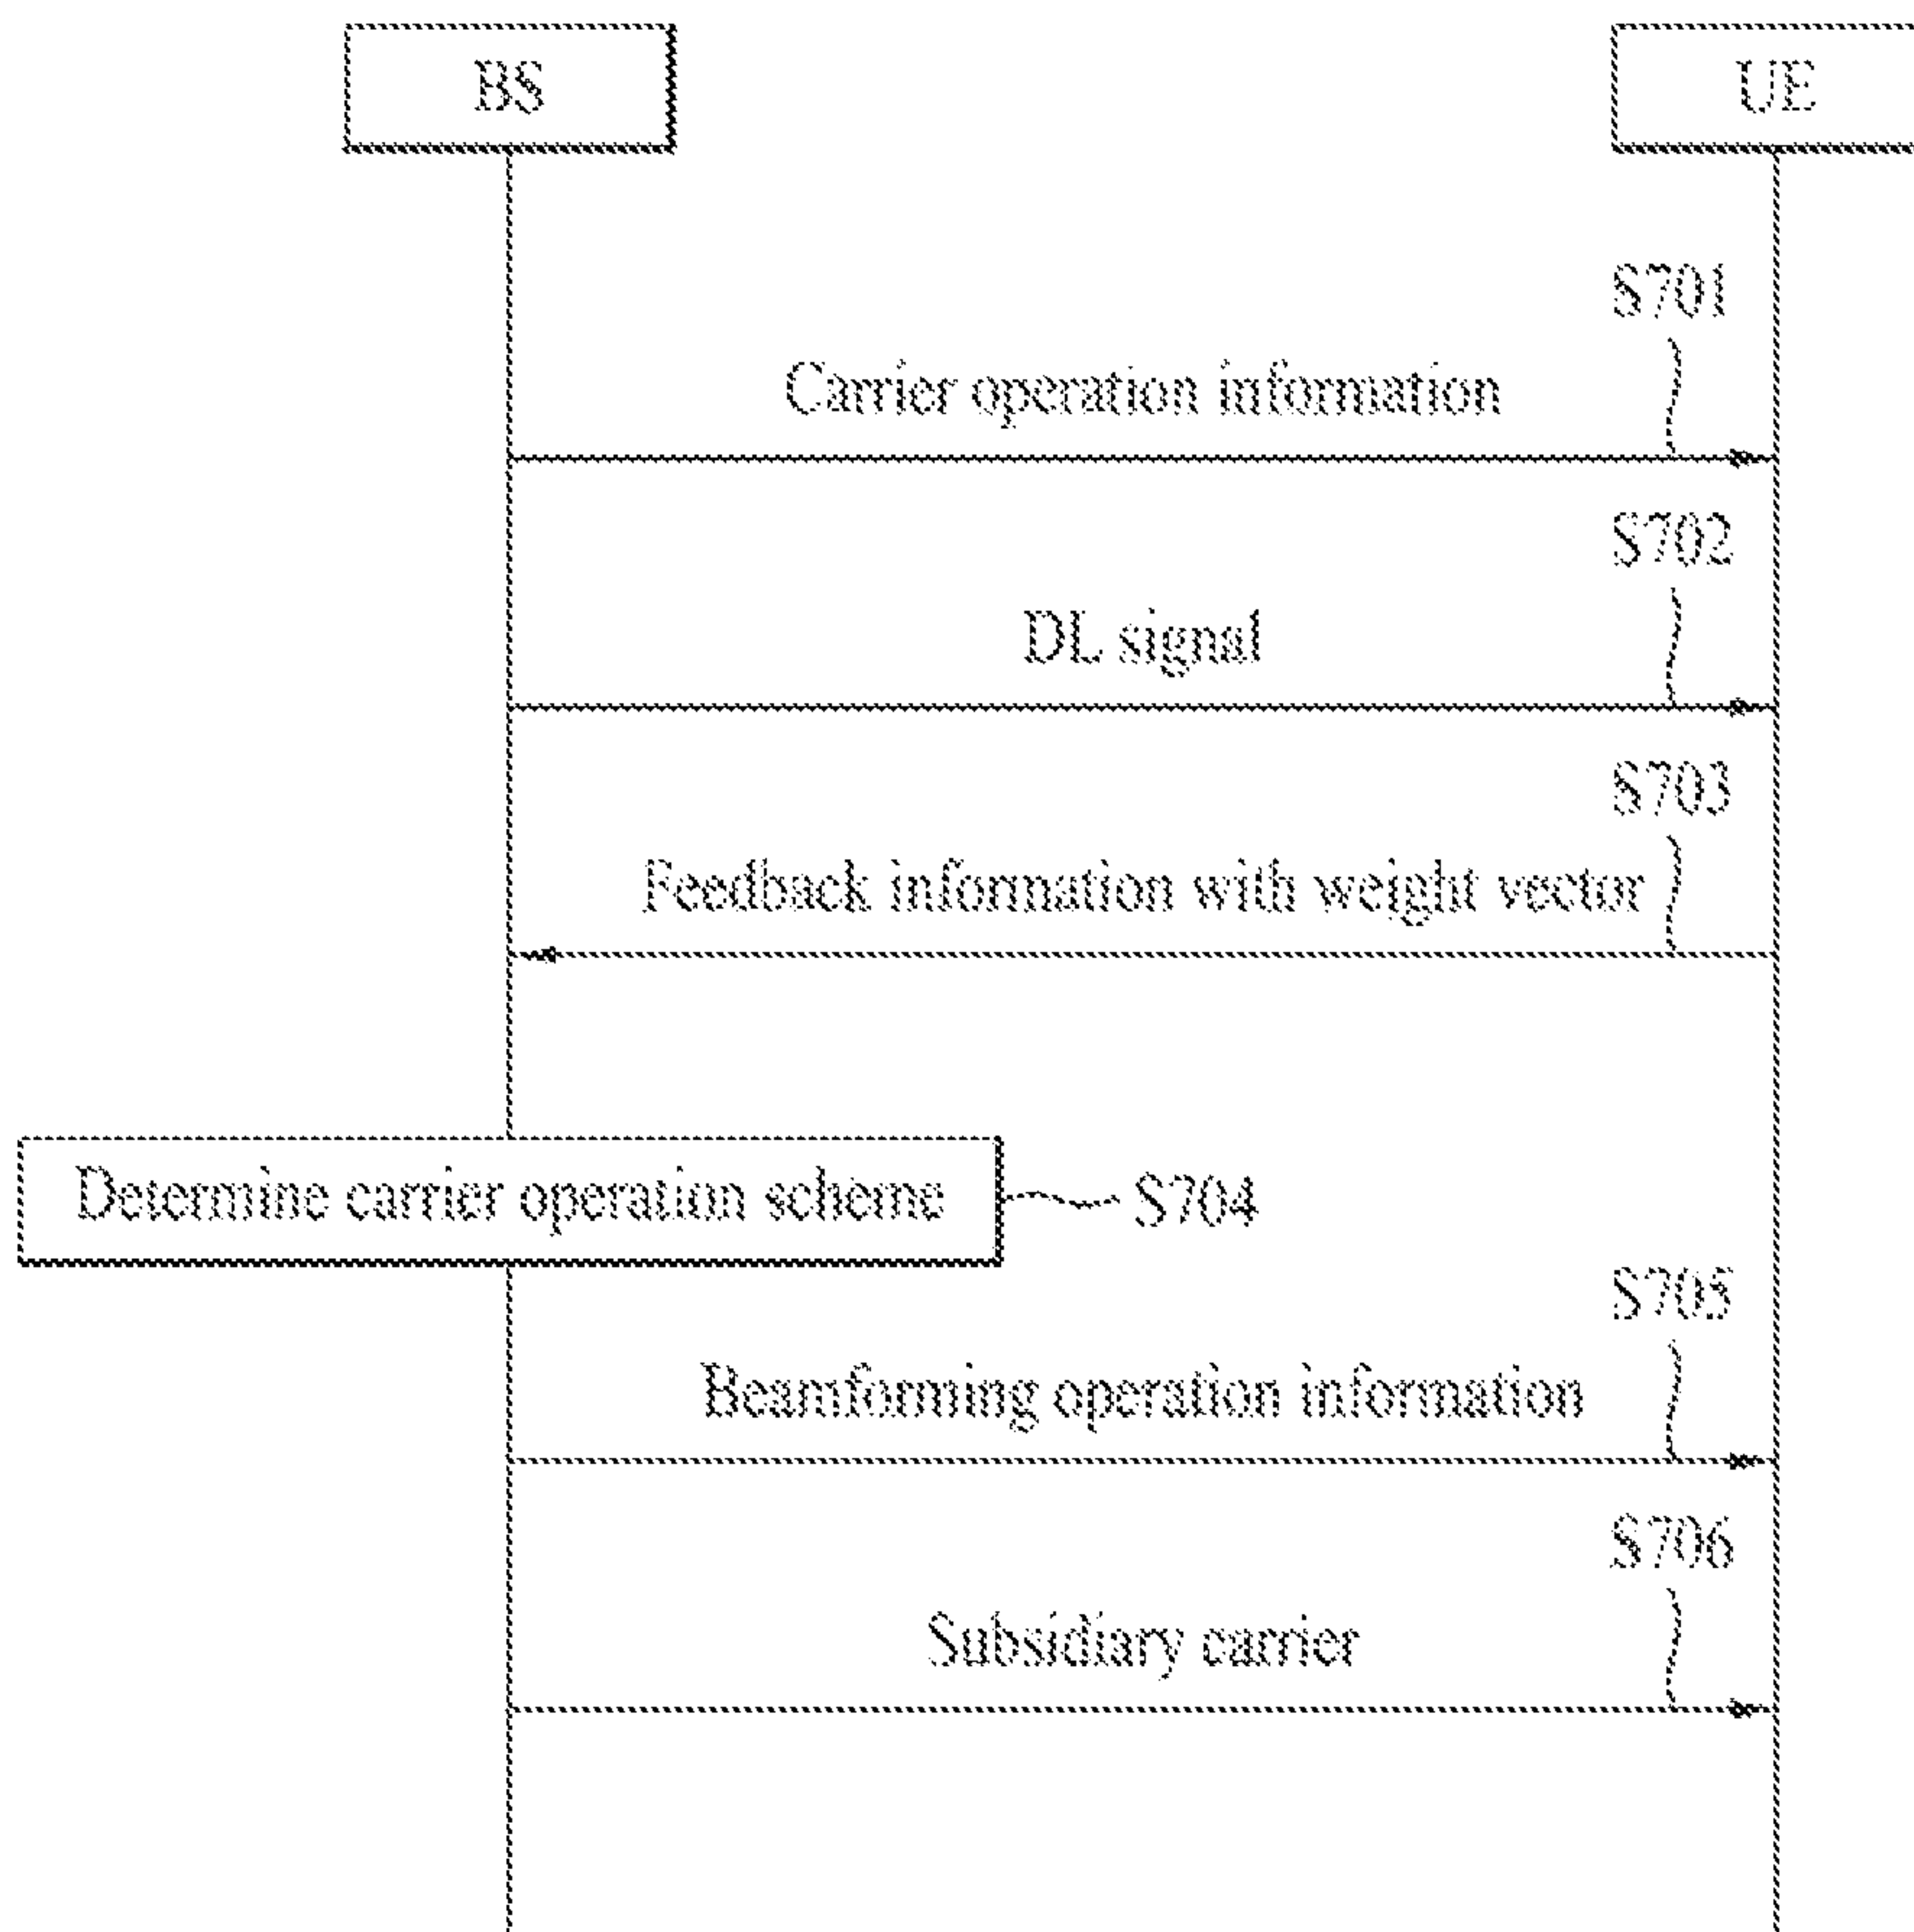 BS
UE
S701
Carrier operation information
S702
DL signal
S703
Feedback information with weight vector
Determine carrier operation scheme
S704
S705
Beamforming operation information
S706
Subsidiary carrier